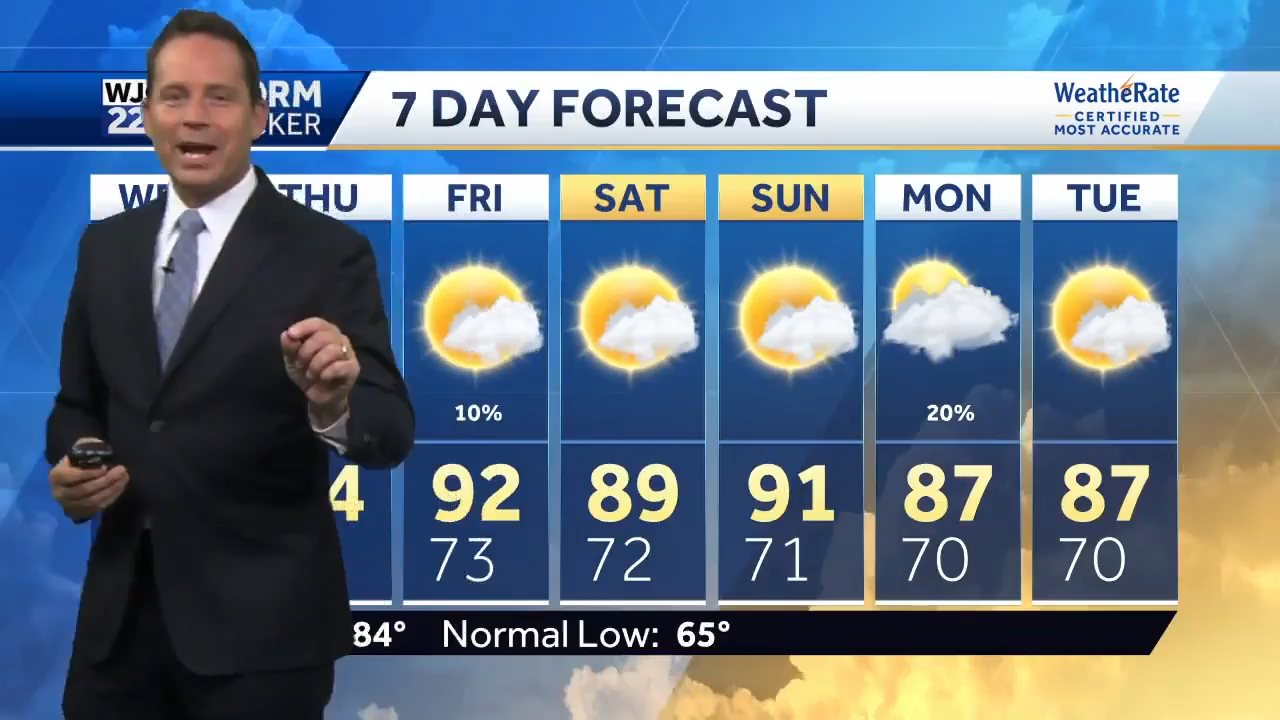 WJ ORM
22 KER
7 DAY FORECAST
WeatheRate
CERTIFIED
MOST ACCURATE
THU FRI SAT SUN MON TUE
10% 20%
4 92 89 91 87 87
73 72 71 70 70
84° Normal Low: 65°